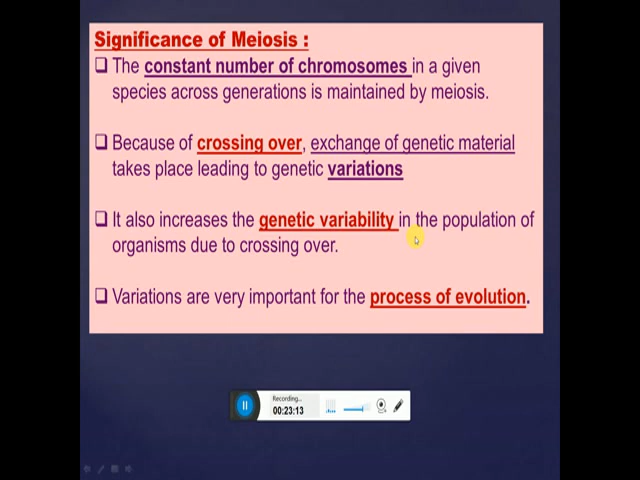 Significance of Meiosis :
The constant number of chromosomes in a given
species across generations is maintained by meiosis.
Because of crossing over, exchange of genetic material
takes place leading to genetic variations
It also increases the genetic variability in the population of
organisms due to crossing over.
Variations are very important for the process of evolution.
Recording...
00:23:13